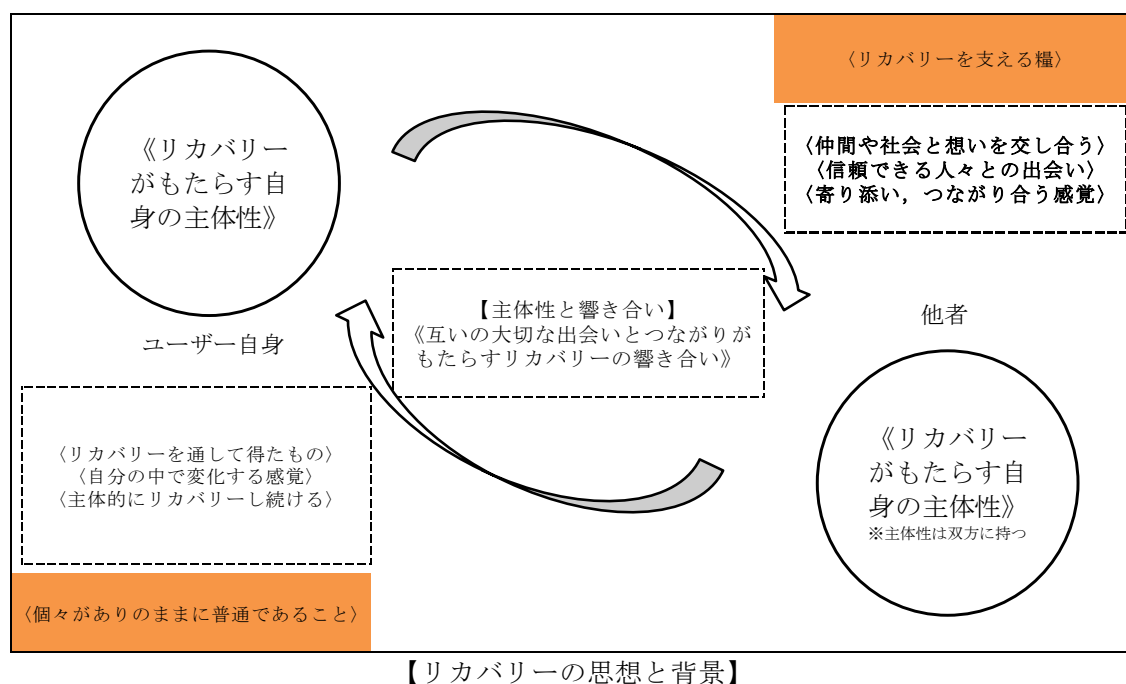 〈リカバリーを支える糧〉
〈仲間や社会と想いを交し合う〉
〈信頼できる人々との出会い〉
〈寄り添い，つながり合う感覚〉
《リカバリー
がもたらす自
身の主体性》
ユーザー自身
【主体性と響き合い】
《互いの大切な出会いとつながりが
もたらすリカバリーの響き合い》
他者
《リカバリー
がもたらす自
身の主体性》
※主体性は双方に持つ
〈リカバリーを通して得たもの〉
〈自分の中で変化する感覚〉
〈主体的にリカバリーし続ける〉
〈個々がありのままに普通であること〉
【リカバリーの思想と背景】